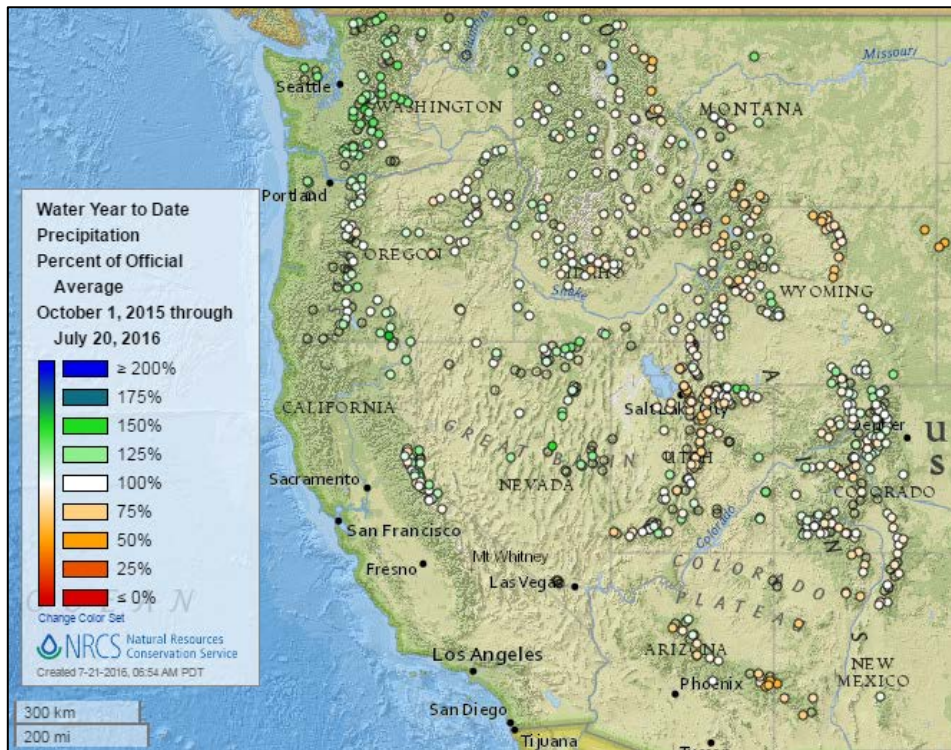 Missouri
Seattle
WASHINGTON
MONTANA
Portland
OREGON
IDAHO
Snake
WYOMING
Water Year to Date
Precipitation
Percent of Official
Average
October 1, 2015 through
July 20, 2016
≥ 200%
175%
150%
125%
100%
75%
50%
25%
≤ 0%
Change Color Set
NRCS Natural Resources
Conservation Service
Created 7-21-2016, 06:54 AM PDT
CALIFORNIA
Salt Lake City
Denver
U
S
GREAT BASIN
UTAH
NEVADA
COLORADO
Sacramento
San Francisco
Colorado
Mt Whitney
Fresno
Las Vegas
COLORADO
PLATEAU
ARIZONA
Los Angeles
Phoenix
NEW
MEXICO
San Diego
Tijuana
300 km
200 mi